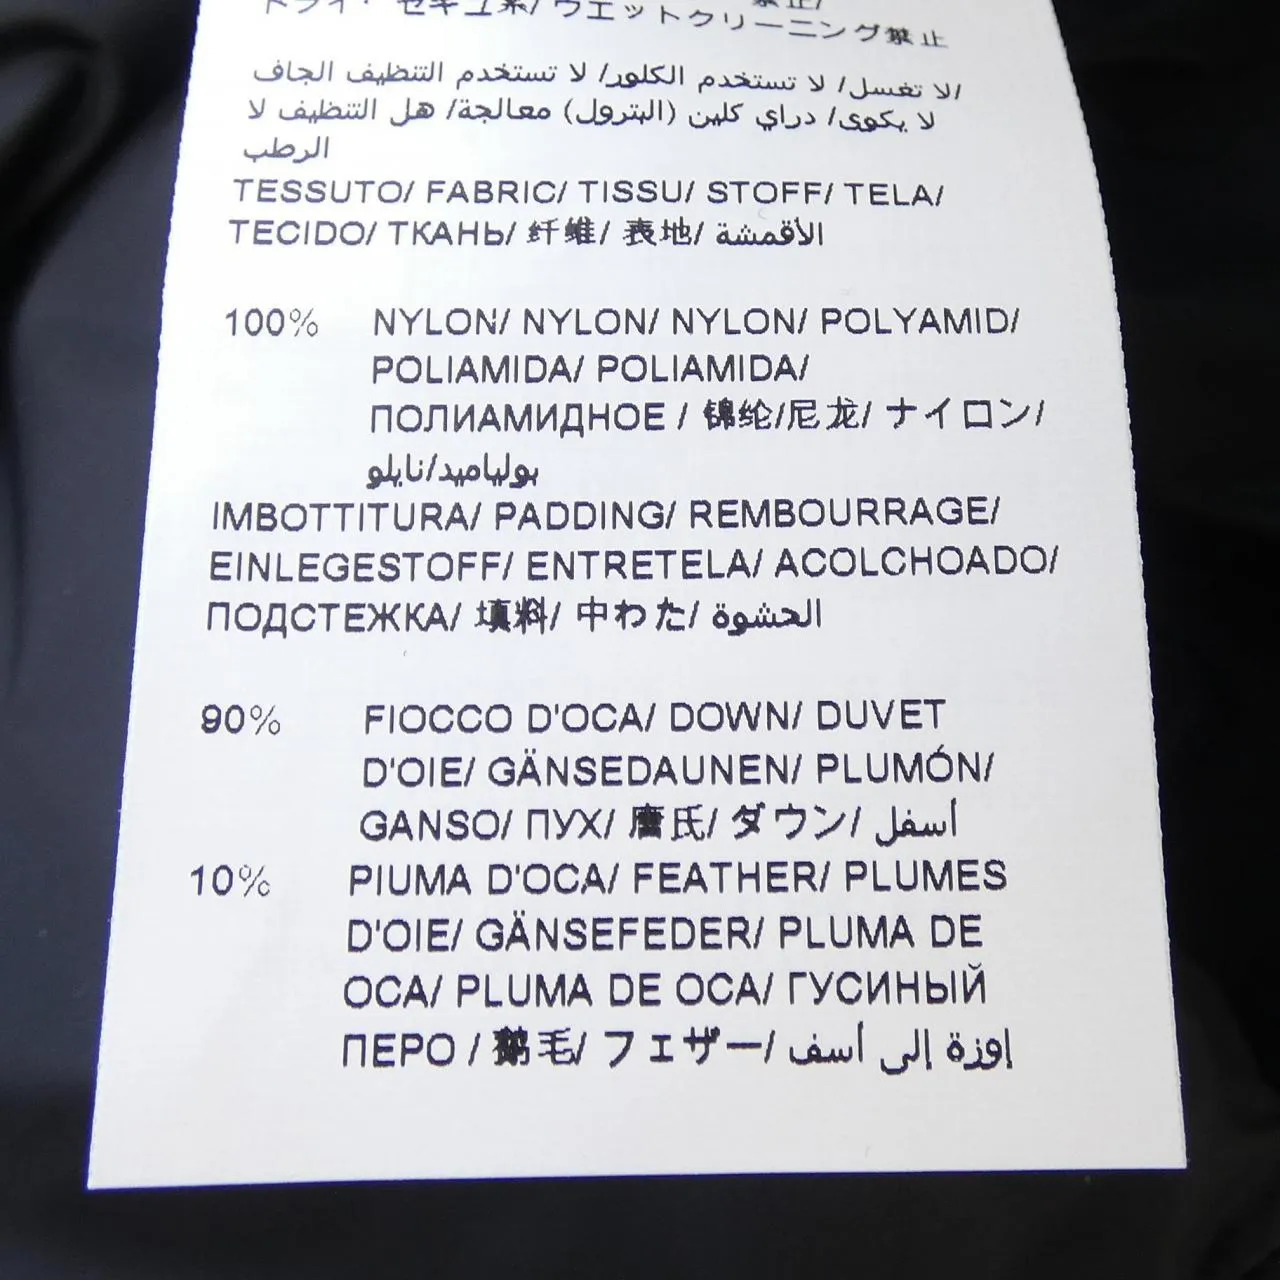 ドライ・セキユ系/ ウエットクリーニング禁止
لا تغسل/ لا تستخدم الكلور/ لا تستخدم التنظيف الجاف/
لا يكوى/ دراي كلين (البترول) معالجة/ هل التنظيف لا
الرطب
TESSUTO/ FABRIC/ TISSU/ STOFF/ TELA/
TECIDO/ ТКАНЬ/ 纤维/ 表地/ الأقمشة
100% NYLON/ NYLON/ NYLON/ POLYAMID/
POLIAMIDA/ POLIAMIDA/
ПОЛИАМИДНОЕ / 锦纶/尼龙/ ナイロン/
بولياميد/نايلو
IMBOTTITURA/ PADDING/ REMBOURRAGE/
EINLEGESTOFF/ ENTRETELA/ ACOLCHOADO/
ПОДСТЕЖКА/ 填料/ 中わた/ الحشوة
90% FIOCCO D'OCA/ DOWN/ DUVET
D'OIE/ GÄNSEDAUNEN/ PLUMÓN/
GANSO/ ПУХ/ ダウン/ أسفل
10% PIUMA D'OCA/ FEATHER/ PLUMES
D'OIE/ GÄNSEFEDER/ PLUMA DE
OCA/ PLUMA DE OCA/ ГУСИНЫЙ
ПЕРО / 鹅毛/ フェザー/ إوزة إلى أسف